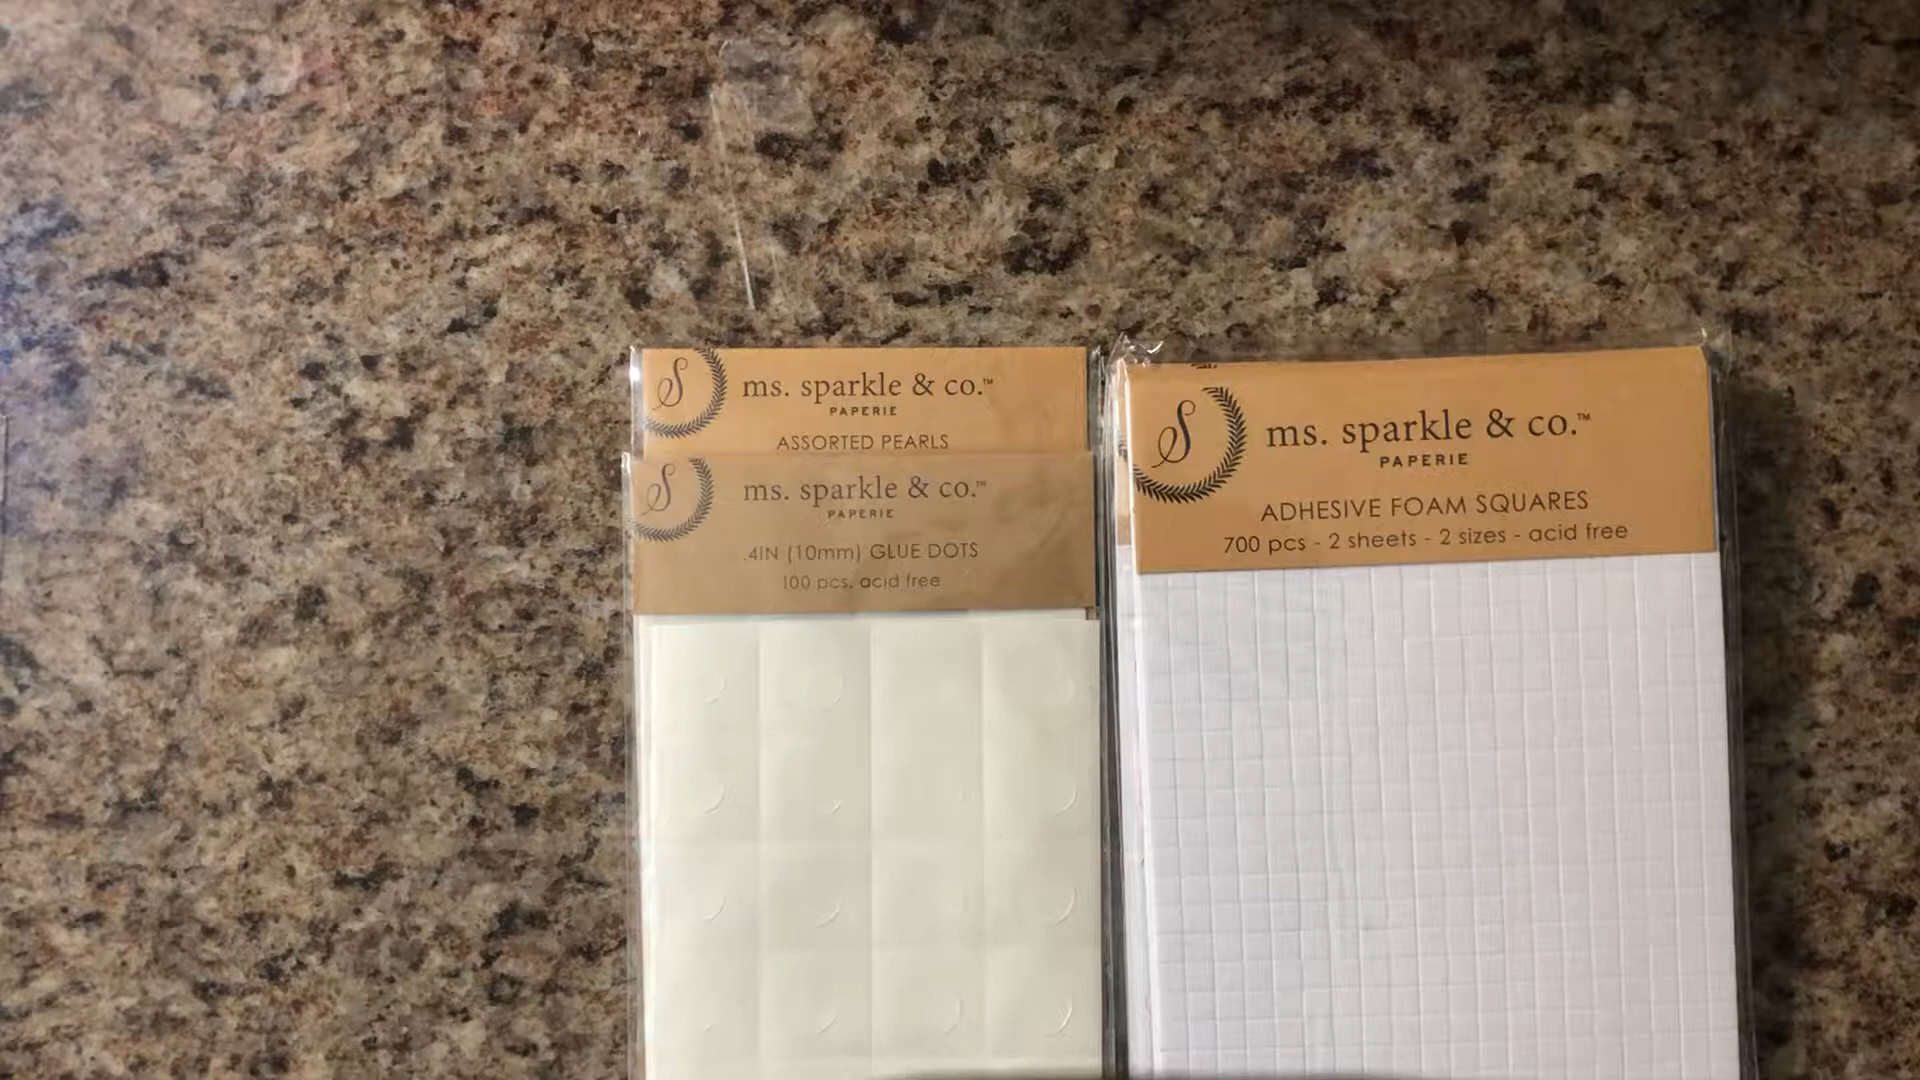 S
ms. sparkle & co.™
PAPERIE
ASSORTED PEARLS
S
ms. sparkle & co.™
PAPERIE
.4IN (10mm) GLUE DOTS
100 pcs, acid free
S
ms. sparkle & co.™
PAPERIE
ADHESIVE FOAM SQUARES
700 pcs - 2 sheets - 2 sizes - acid free